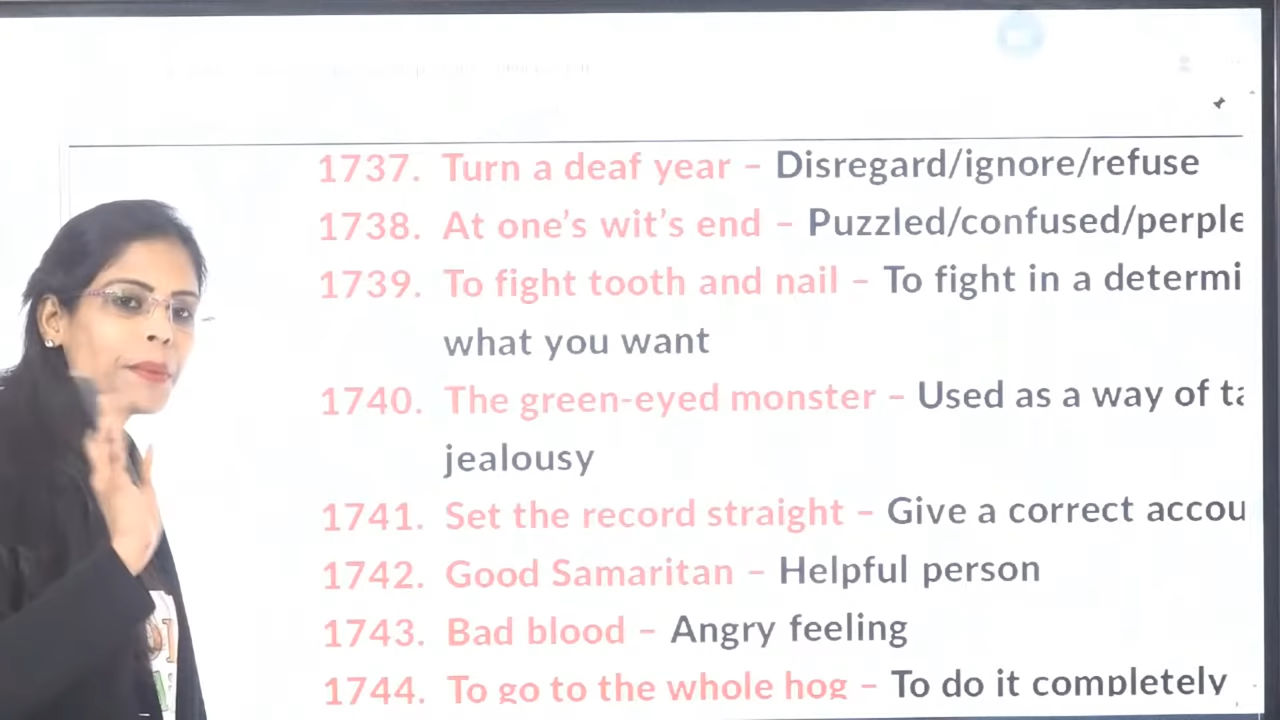 1737. Turn a deaf year – Disregard/ignore/refuse
1738. At one's wit's end – Puzzled/confused/perple
1739. To fight tooth and nail – To fight in a determi
what you want
1740. The green-eyed monster – Used as a way of ta
jealousy
1741. Set the record straight – Give a correct accou
1742. Good Samaritan – Helpful person
1743. Bad blood – Angry feeling
1744. To go to the whole hog – To do it completely